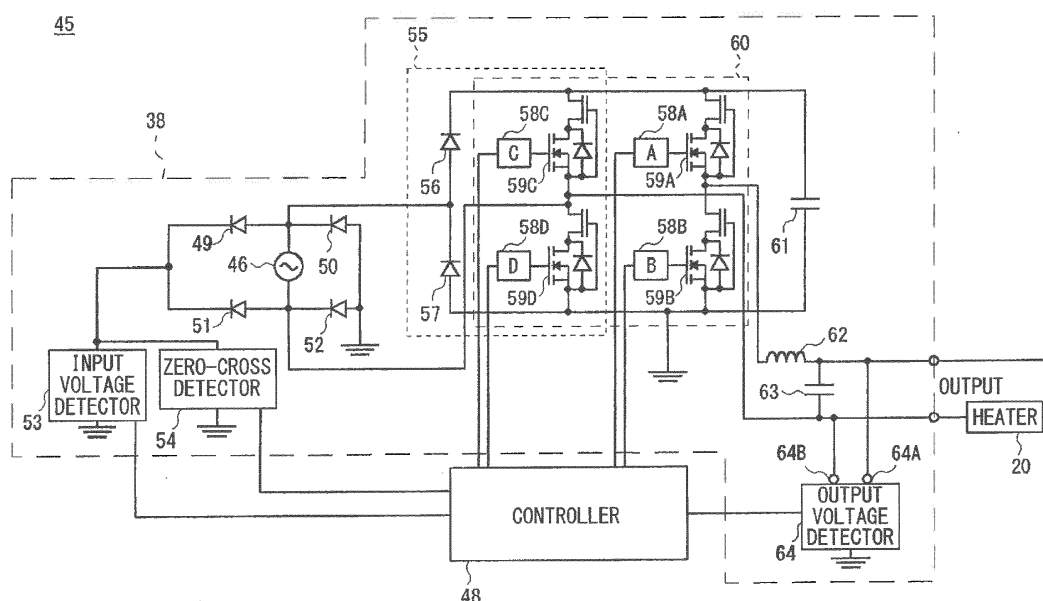 45
55
60
38
58C
C
58A
A
59C
59A
56
49
50
46
58D
D
58B
B
61
59D
59B
51
52
57
62
INPUT
VOLTAGE
DETECTOR
53
ZERO-CROSS
DETECTOR
54
63
OUTPUT
HEATER
20
64B
64A
CONTROLLER
48
OUTPUT
VOLTAGE
DETECTOR
64